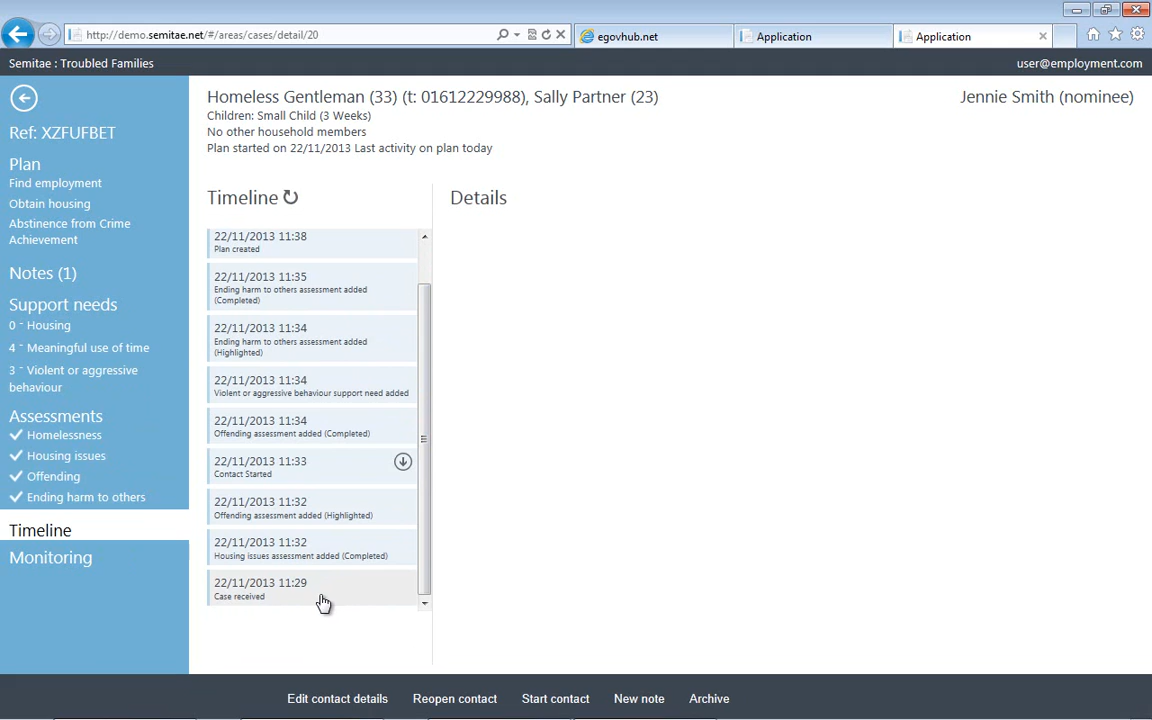 http://demo.semitae.net/#/areas/cases/detail/20
egovhub.net
Application
Application
Semitae : Troubled Families
user@employment.com
Ref: XZFUFBET
Plan
Find employment
Obtain housing
Abstinence from Crime
Achievement
Notes (1)
Support needs
0 - Housing
4 - Meaningful use of time
3 - Violent or aggressive
behaviour
Assessments
Homelessness
Housing issues
Offending
Ending harm to others
Timeline
Monitoring
Homeless Gentleman (33) (t: 01612229988), Sally Partner (23)
Jennie Smith (nominee)
Children: Small Child (3 Weeks)
No other household members
Plan started on 22/11/2013 Last activity on plan today
Timeline
22/11/2013 11:38
Plan created
22/11/2013 11:35
Ending harm to others assessment added
(Completed)
22/11/2013 11:34
Ending harm to others assessment added
(Highlighted)
22/11/2013 11:34
Violent or aggressive behaviour support need added
22/11/2013 11:34
Offending assessment added (Completed)
22/11/2013 11:33
Contact Started
22/11/2013 11:32
Offending assessment added (Highlighted)
22/11/2013 11:32
Housing issues assessment added (Completed)
22/11/2013 11:29
Case received
Details
Edit contact details
Reopen contact
Start contact
New note
Archive